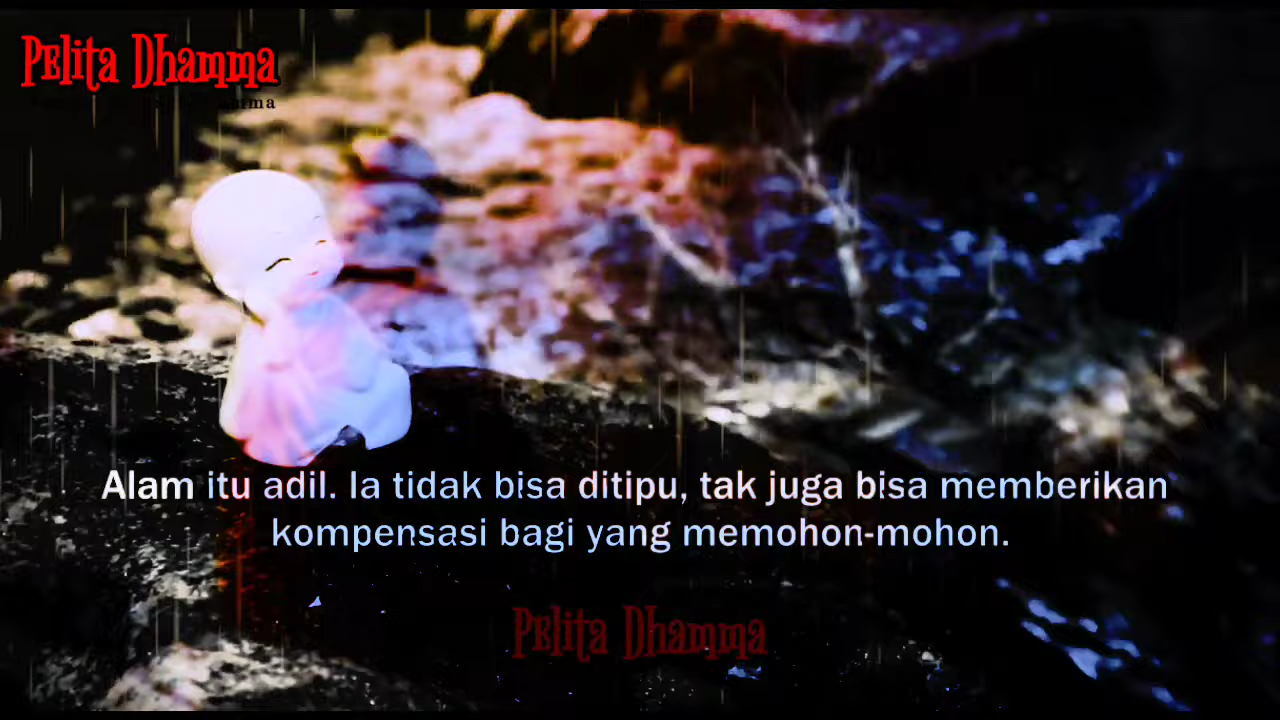 PElita Dhamma
Alam itu adil. Ia tidak bisa ditipu, tak juga bisa memberikan
kompensasi bagi yang memohon-mohon.
PElita Dhamma